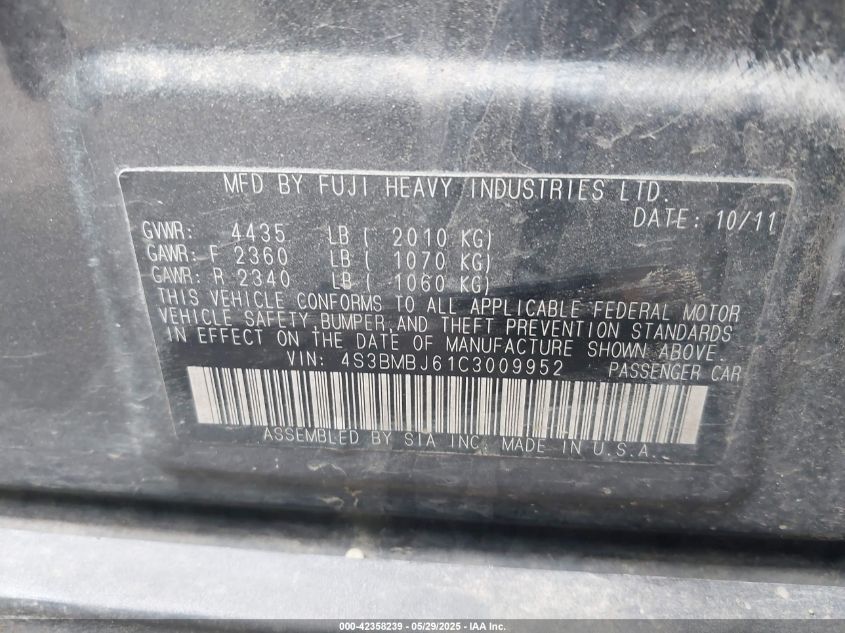 MFD BY FUJI HEAVY INDUSTRIES LTD.
DATE: 10/11
GVWR: 4435 LB ( 2010 KG)
GAWR: F 2360 LB ( 1070 KG)
GAWR: R 2340 LB ( 1060 KG)
THIS VEHICLE CONFORMS TO ALL APPLICABLE FEDERAL MOTOR
VEHICLE SAFETY BUMPER, AND THEFT PREVENTION STANDARDS
IN EFFECT ON THE DATE OF MANUFACTURE SHOWN ABOVE.
VIN: 4S3BMBJ61C3009952 PASSENGER CAR
ASSEMBLED BY SIA INC. MADE IN U.S.A.
000-42358239 - 05/29/2025 - IAA Inc.